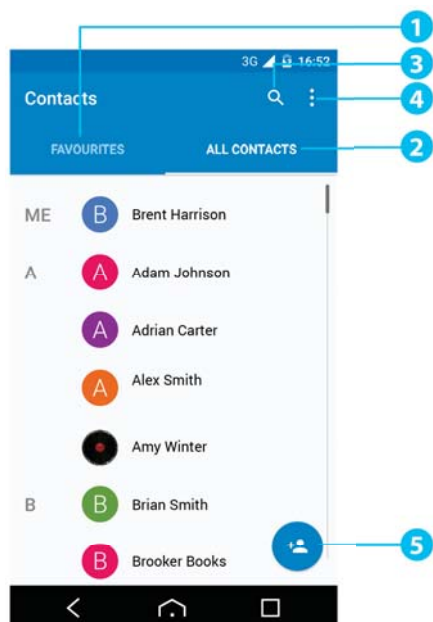 1
3G 16:52
3
Contacts
4
FAVOURITES ALL CONTACTS
2
ME B Brent Harrison
A A Adam Johnson
A Adrian Carter
A Alex Smith
Amy Winter
B B Brian Smith
5
B Brooker Books